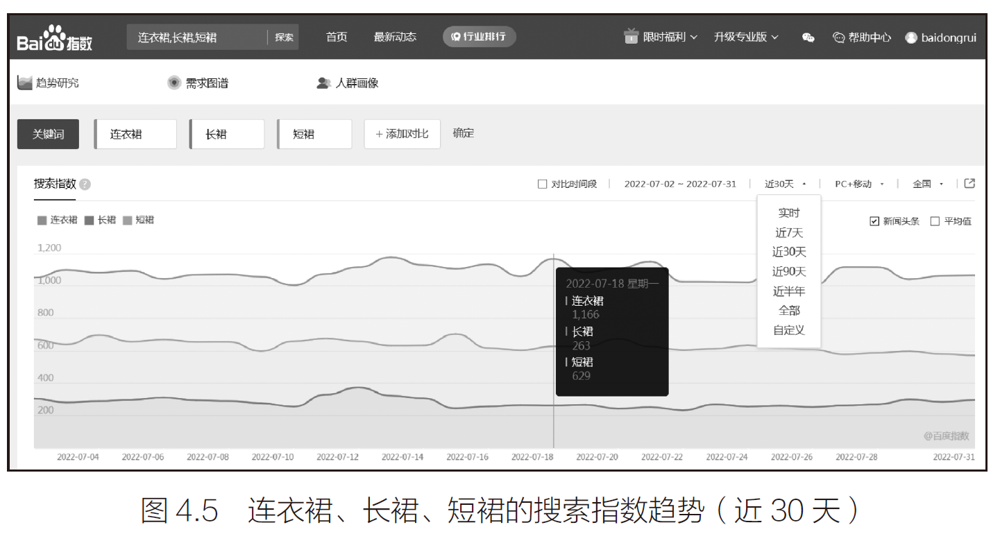 Bai du 指数 连衣裙,长裙,短裙 探索 首页 最新动态 行业排行 限时福利 升级专业版 帮助中心 baidongrui
趋势研究 需求图谱 人群画像
关键词 连衣裙 长裙 短裙 + 添加对比 确定
搜索指数 ? 对比时间段 2022-07-02 ~ 2022-07-31 近30天 PC+移动 全国
连衣裙 长裙 短裙 新闻头条 平均值
实时
近7天
近30天
近90天
近半年
全部
自定义
1,200
1,000
800
600
400
200
2022-07-18 星期一
连衣裙
1,166
长裙
263
短裙
629
@百度指数
2022-07-04 2022-07-06 2022-07-08 2022-07-10 2022-07-12 2022-07-14 2022-07-16 2022-07-18 2022-07-20 2022-07-22 2022-07-24 2022-07-26 2022-07-28 2022-07-31
图 4.5 连衣裙、长裙、短裙的搜索指数趋势（近 30 天）